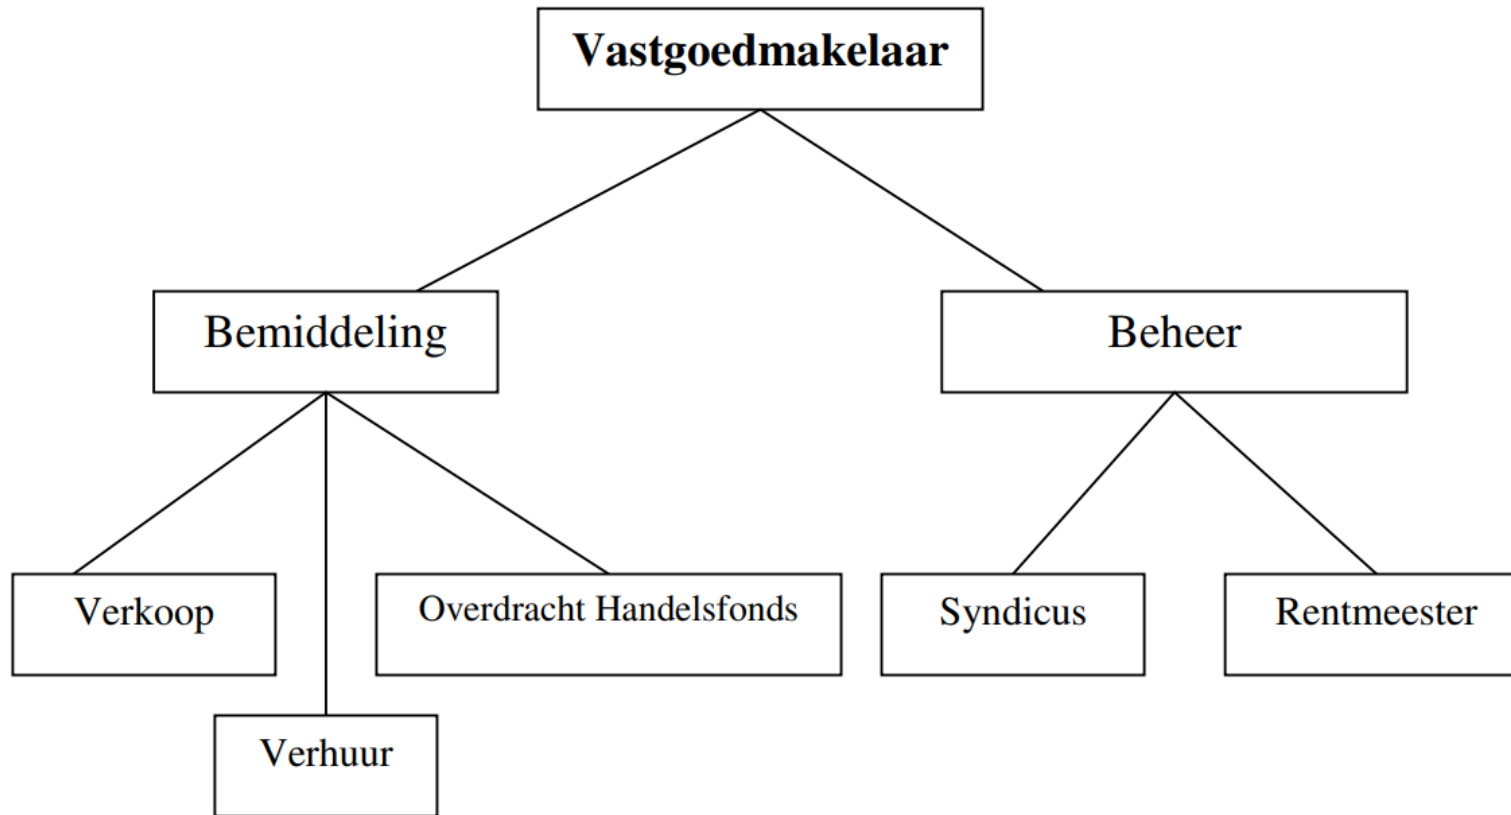 Vastgoedmakelaar
Bemiddeling
Beheer
Verkoop
Overdracht Handelsfonds
Syndicus
Rentmeester
Verhuur